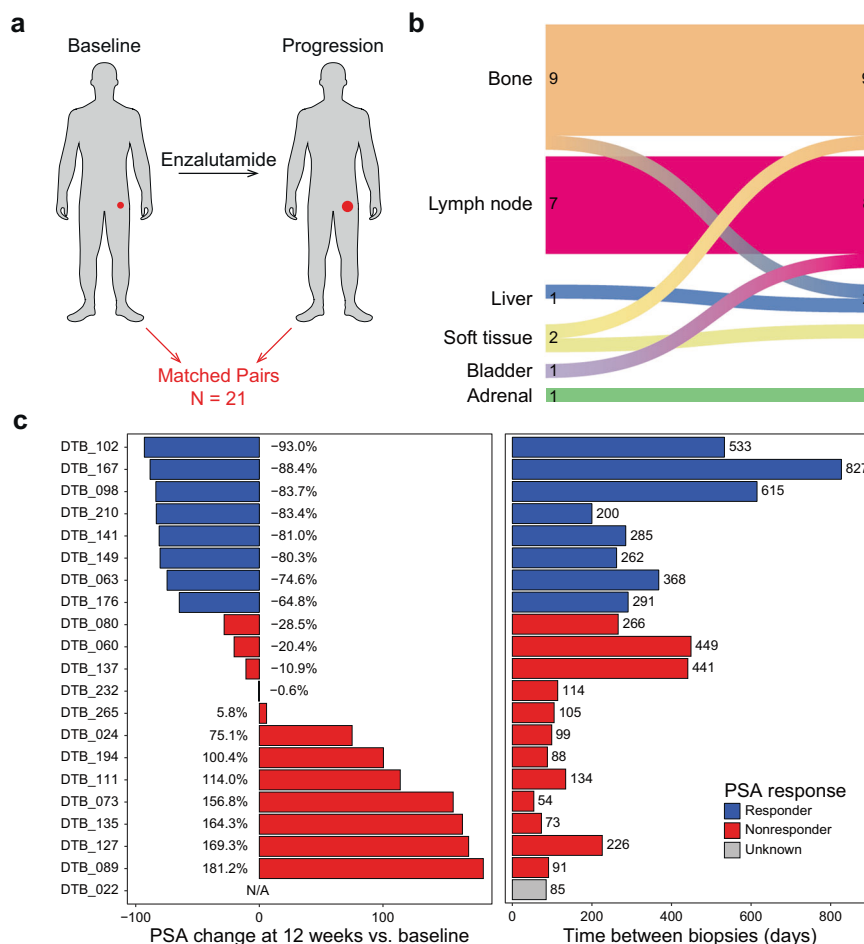 a
Baseline
Progression
Enzalutamide
Matched Pairs
N = 21
b
Bone
9
9
Lymph node
7
Liver
1
Soft tissue
2
Bladder
1
Adrenal
1
c
DTB_102
−93.0%
533
DTB_167
−88.4%
827
DTB_098
−83.7%
615
DTB_210
−83.4%
200
DTB_141
−81.0%
285
DTB_149
−80.3%
262
DTB_063
−74.6%
368
DTB_176
−64.8%
291
DTB_080
−28.5%
266
DTB_060
−20.4%
449
DTB_137
−10.9%
441
DTB_232
−0.6%
114
DTB_265
5.8%
105
DTB_024
75.1%
99
DTB_194
100.4%
88
DTB_111
114.0%
134
DTB_073
156.8%
54
DTB_135
164.3%
73
DTB_127
169.3%
226
DTB_089
181.2%
91
DTB_022
N/A
85
PSA response
Responder
Nonresponder
Unknown
−100 0 100
PSA change at 12 weeks vs. baseline
0 200 400 600 800
Time between biopsies (days)